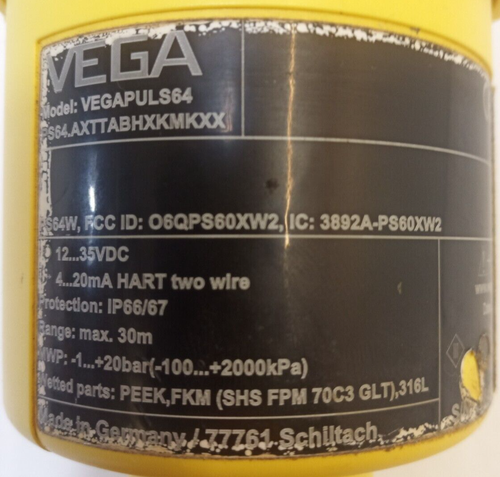 VEGA
Model: VEGAPULS64
PS64.AXTTABHXKMKXX
PS64W, FCC ID: O6QPS60XW2, IC: 3892A-PS60XW2
12...35VDC
4...20mA HART two wire
Protection: IP66/67
Range: max. 30m
MWP: -1...+20bar(-100...+2000kPa)
Wetted parts: PEEK,FKM (SHS FPM 70C3 GLT),316L
Made in Germany / 77761 Schiltach